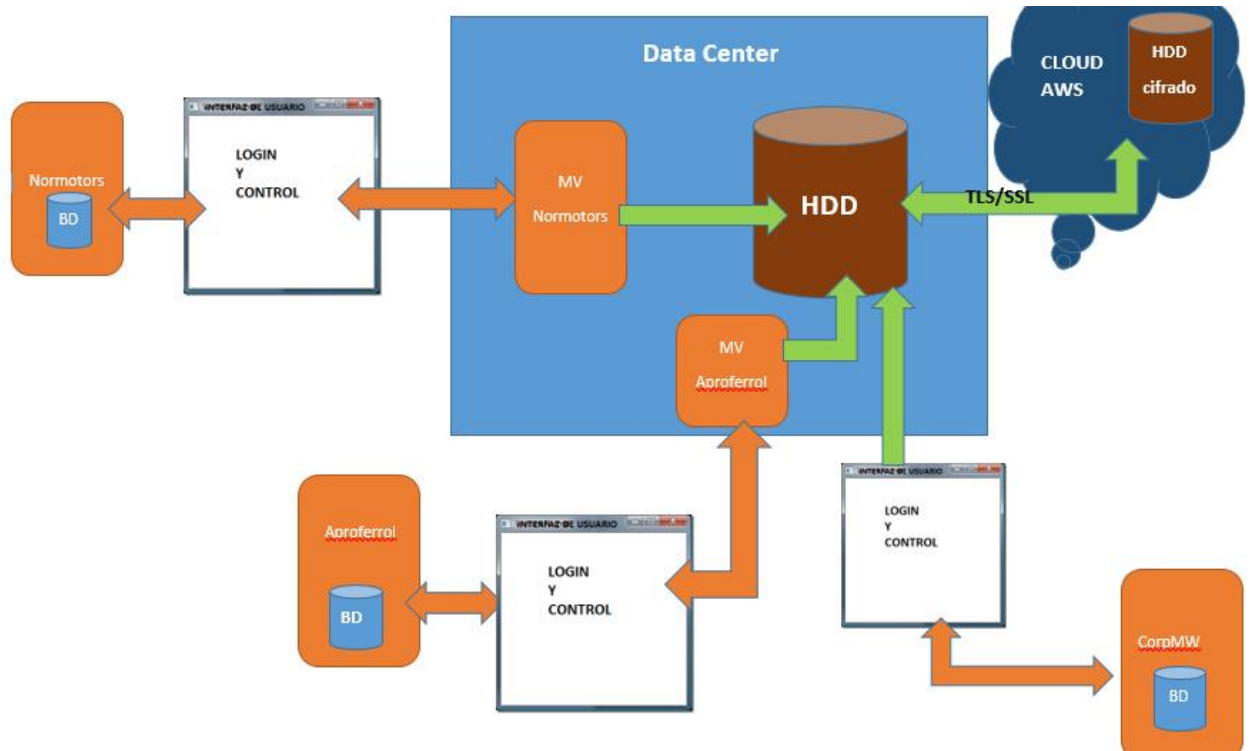 Data Center
CLOUD
AWS
HDD
cifrado
Normotors
BD
INTERFAZ DE USUARIO
LOGIN
Y
CONTROL
MV
Normotors
HDD
TLS/SSL
MV
Aproferrol
INTERFAZ DE USUARIO
LOGIN
Y
CONTROL
Aproferrol
BD
INTERFAZ DE USUARIO
LOGIN
Y
CONTROL
CorpMW
BD